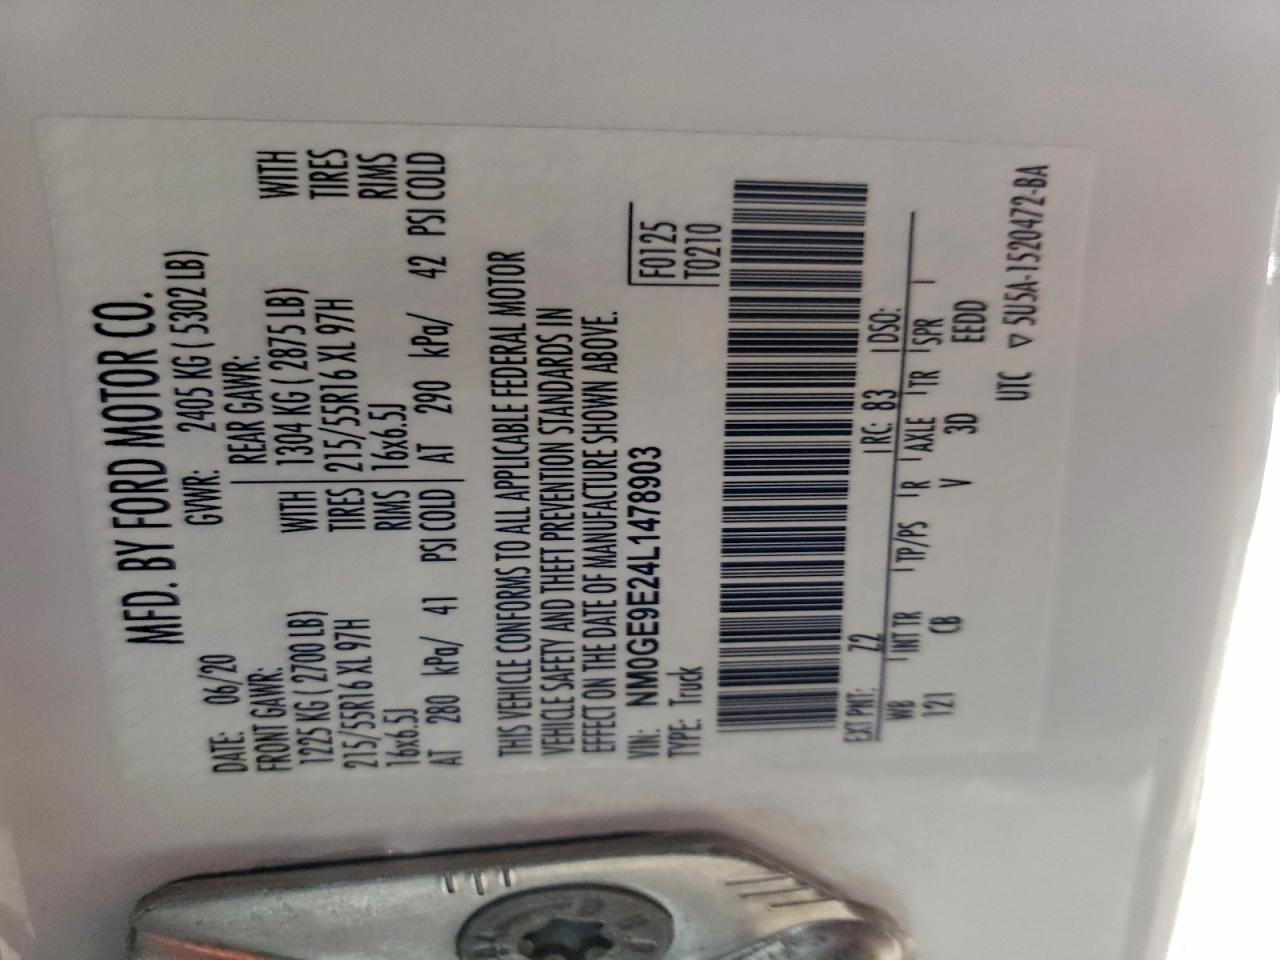 MFD. BY FORD MOTOR CO.
DATE: 06/20 GVWR: 2405 KG ( 5302 LB)
FRONT GAWR: REAR GAWR:
1225 KG ( 2700 LB) WITH 1304 KG ( 2875 LB) WITH
215/55R16 XL 97H TIRES 215/55R16 XL 97H TIRES
16x6.5J RIMS 16x6.5J RIMS
AT 280 kPa/ 41 PSI COLD AT 290 kPa/ 42 PSI COLD
THIS VEHICLE CONFORMS TO ALL APPLICABLE FEDERAL MOTOR
VEHICLE SAFETY AND THEFT PREVENTION STANDARDS IN
EFFECT ON THE DATE OF MANUFACTURE SHOWN ABOVE.
VIN: NM0GE9E24L1478903 F0125
TYPE: Truck T0210
EXT PNT: Z2 RC: 83 DSO:
WB INT TR TP/PS R AXLE TR SPR
121 CB V 3D EEDD
UTC ▽ 5U5A-1520472-BA